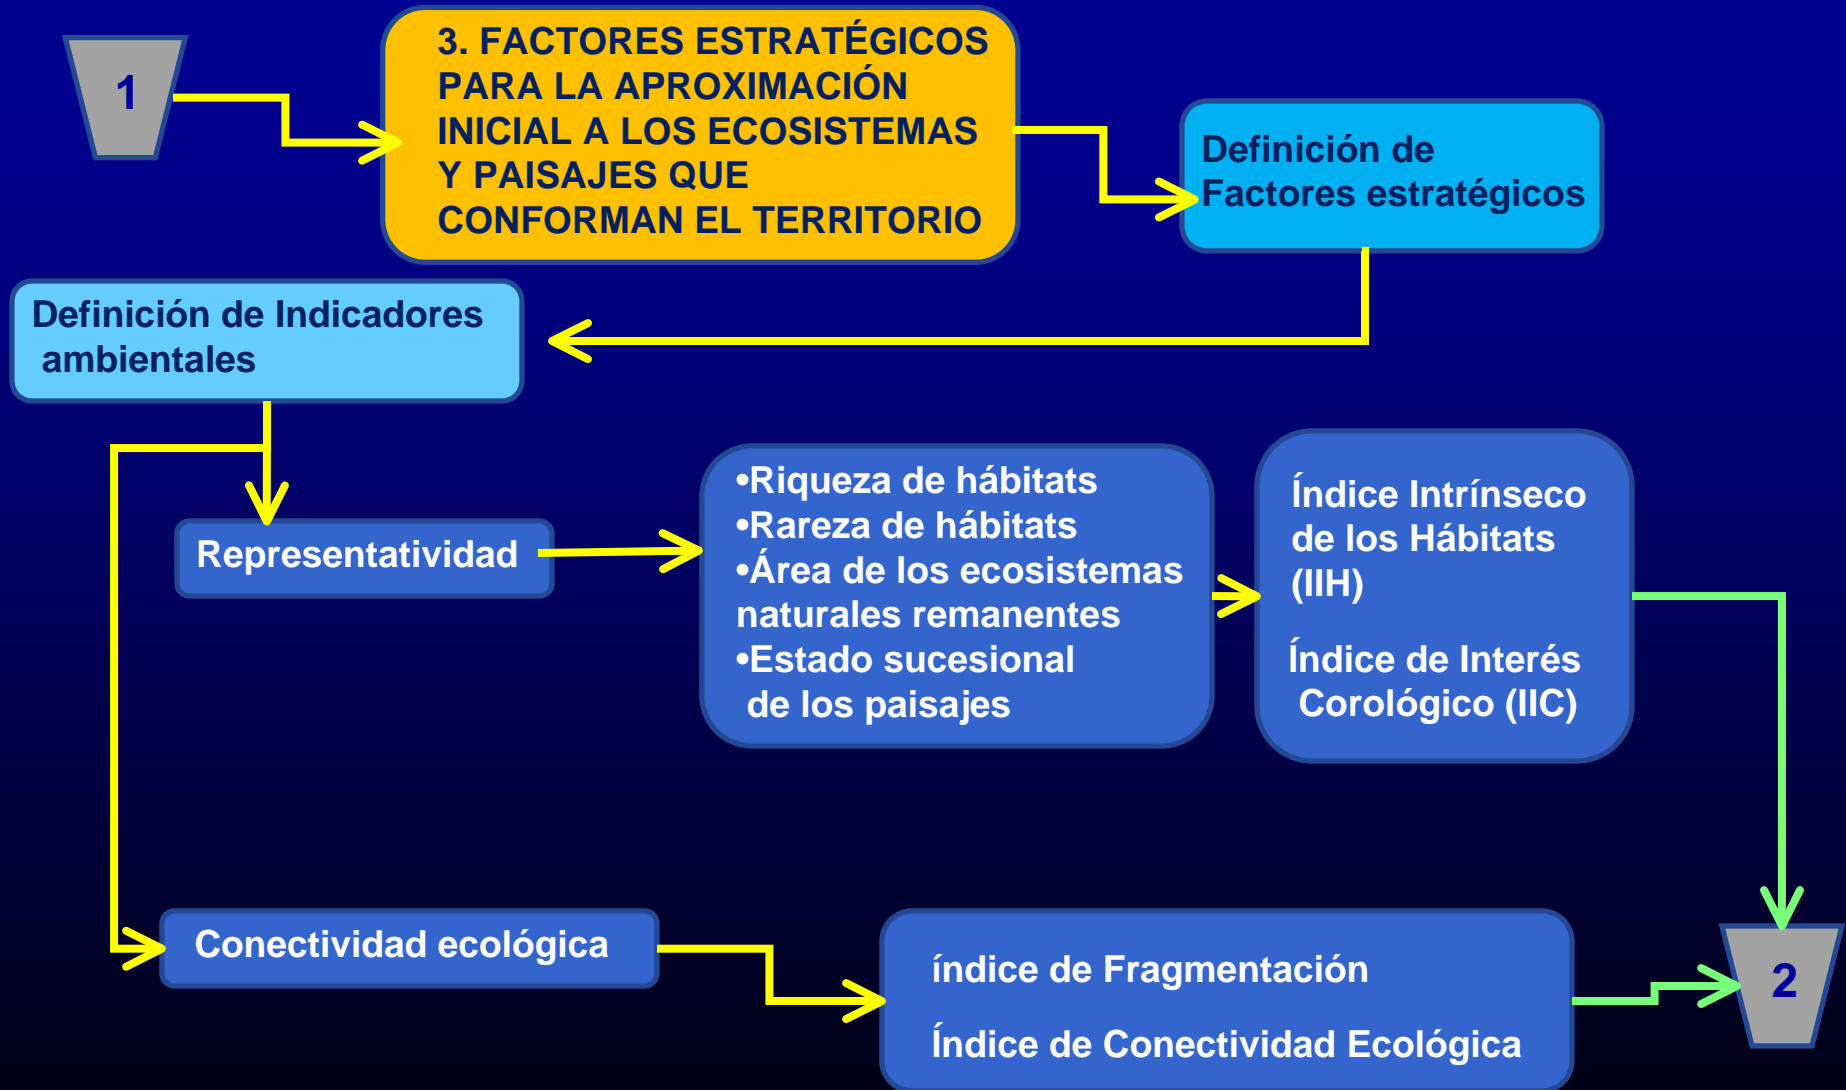 1
3. FACTORES ESTRATÉGICOS
PARA LA APROXIMACIÓN
INICIAL A LOS ECOSISTEMAS
Y PAISAJES QUE
CONFORMAN EL TERRITORIO
Definición de
Factores estratégicos
Definición de Indicadores
ambientales
Representatividad
•Riqueza de hábitats
•Rareza de hábitats
•Área de los ecosistemas
naturales remanentes
•Estado sucesional
de los paisajes
Índice Intrínseco
de los Hábitats
(IIH)
Índice de Interés
Corológico (IIC)
Conectividad ecológica
índice de Fragmentación
Índice de Conectividad Ecológica
2